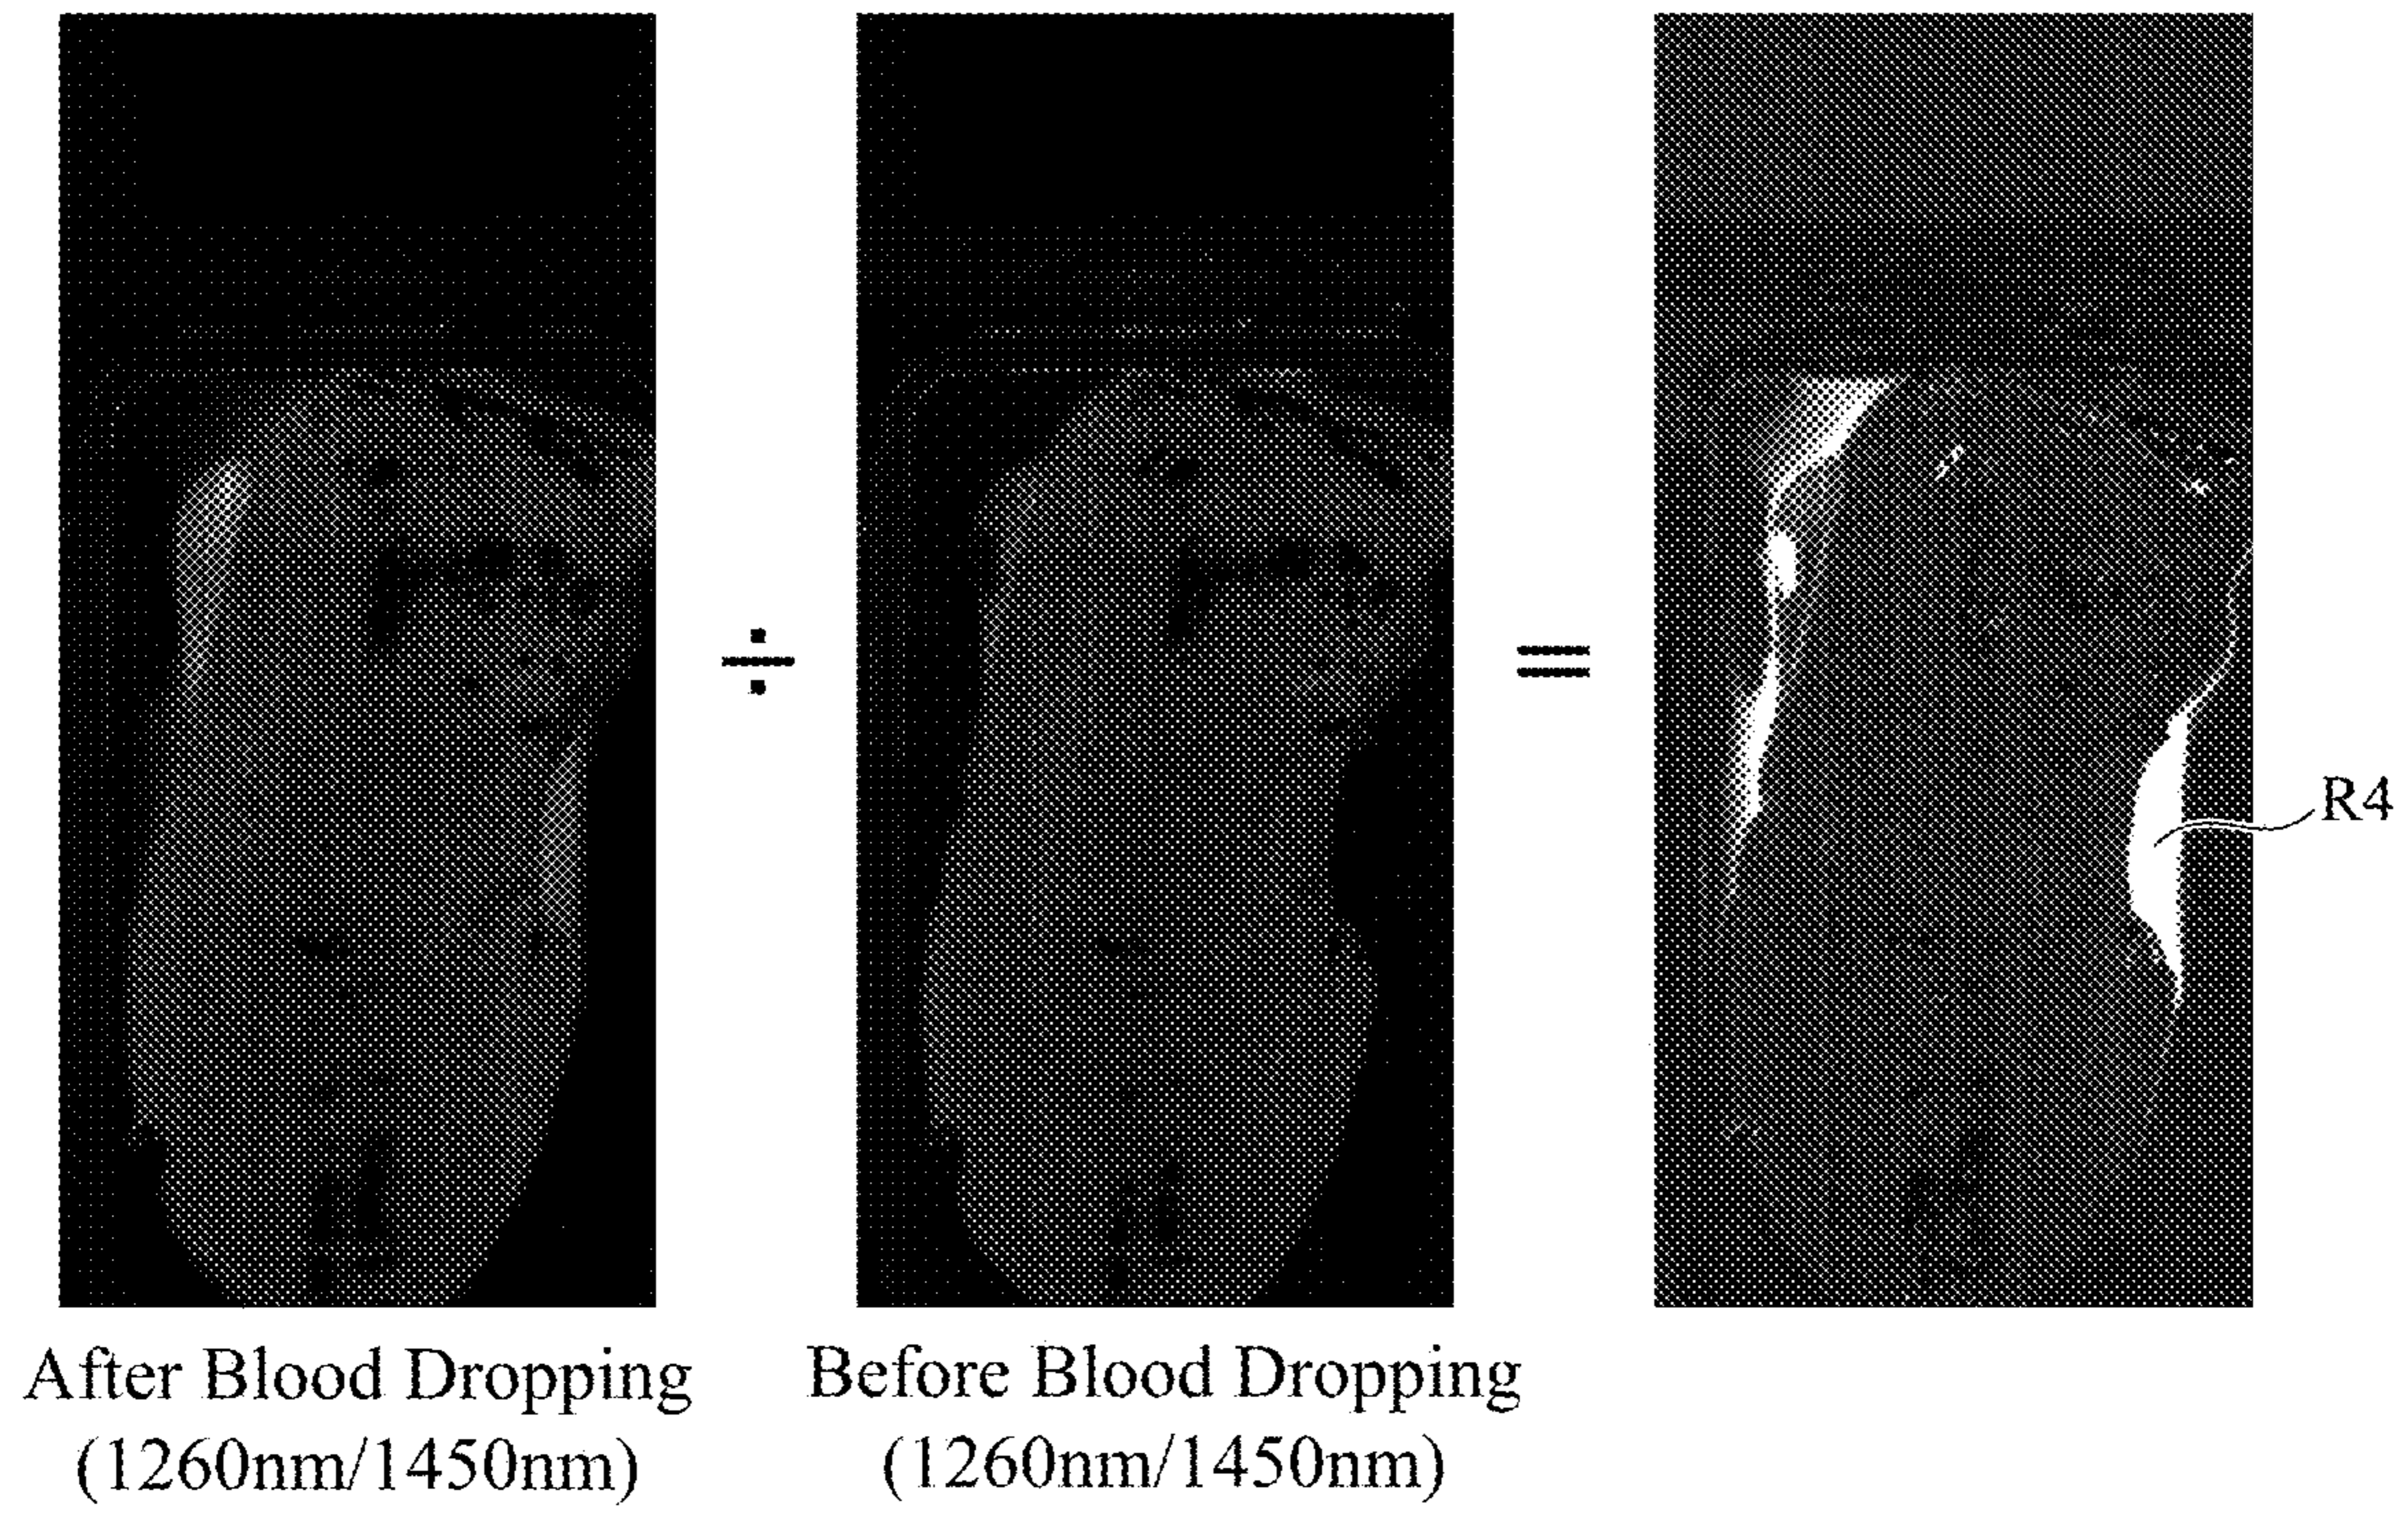 ÷
=
R4
After Blood Dropping
(1260nm/1450nm)
Before Blood Dropping
(1260nm/1450nm)